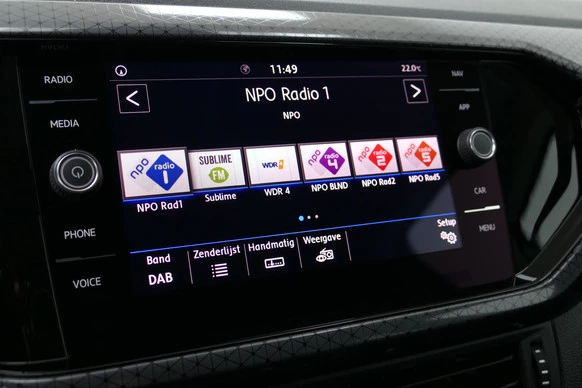 RADIO
MEDIA
PHONE
VOICE
11:49
22.0°C
NPO Radio 1
NPO
npo radio 1
SUBLIME FM
WDR 4
npo radio 4
npo radio 2
npo radio 5
NPO Rad1
Sublime
WDR 4
NPO BLND
NPO Rad2
NPO Rad5
Band
DAB
Zenderlijst
Handmatig
Weergave
Setup
NAV
APP
CAR
MENU